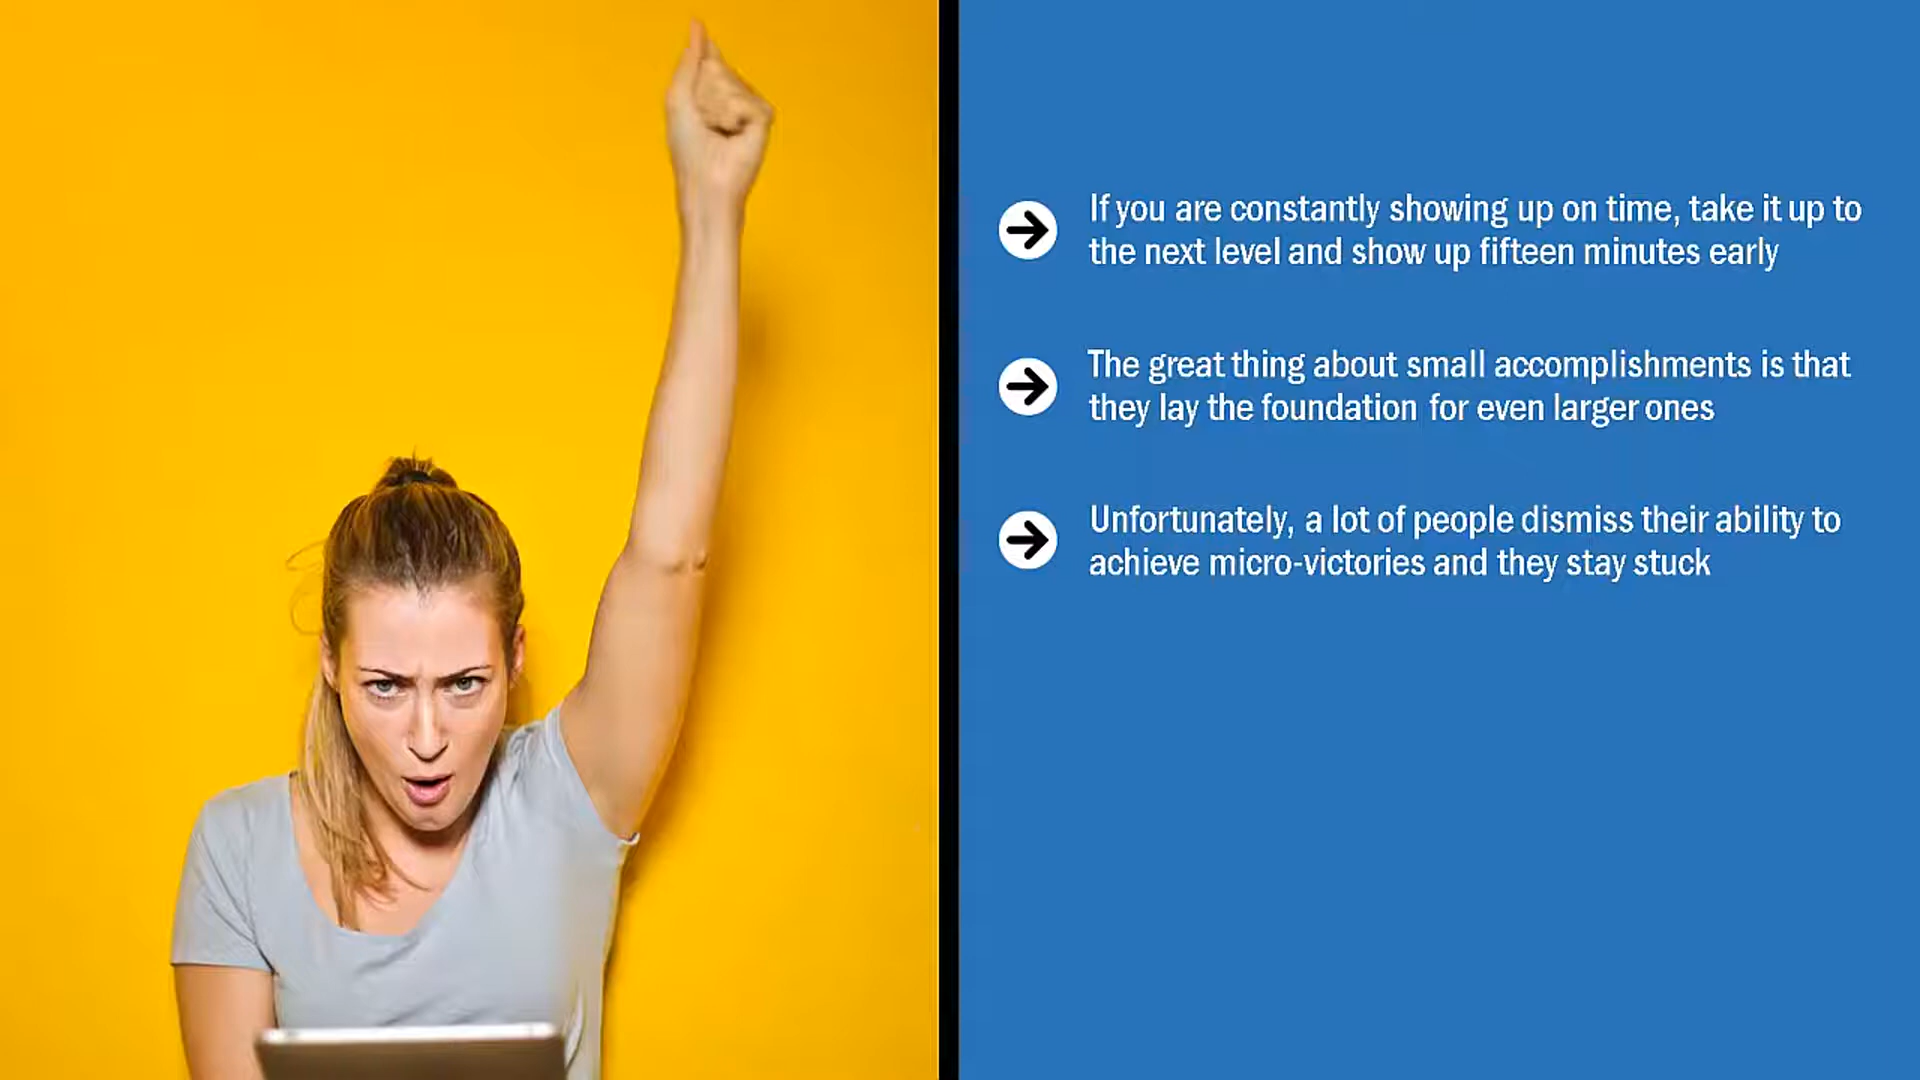 If you are constantly showing up on time, take it up to
the next level and show up fifteen minutes early
The great thing about small accomplishments is that
they lay the foundation for even larger ones
Unfortunately, a lot of people dismiss their ability to
achieve micro-victories and they stay stuck